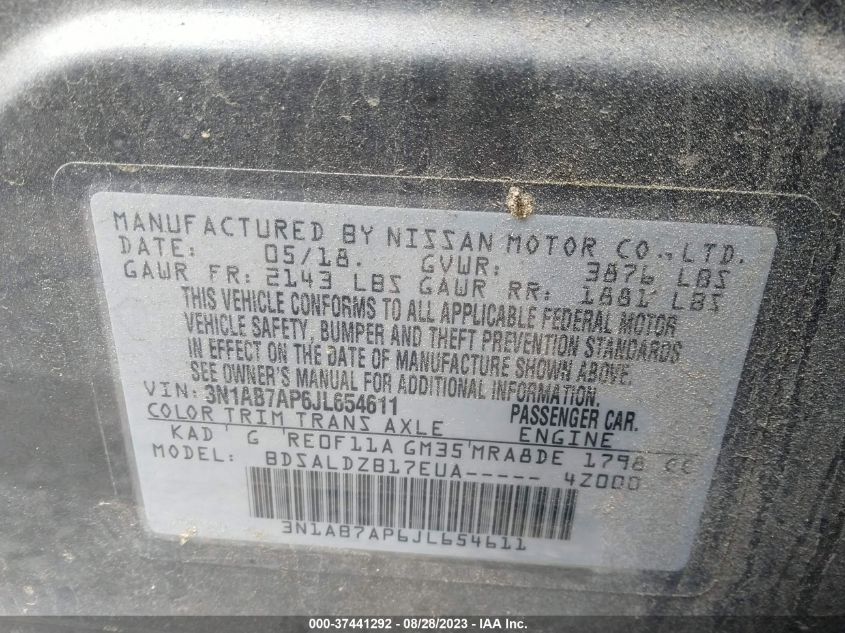 MANUFACTURED BY NISSAN MOTOR CO., LTD.
DATE: 05/18. GVWR: 3876 LBS
GAWR FR: 2143 LBS GAWR RR: 1881 LBS
THIS VEHICLE CONFORMS TO ALL APPLICABLE FEDERAL MOTOR
VEHICLE SAFETY, BUMPER AND THEFT PREVENTION STANDARDS
IN EFFECT ON THE DATE OF MANUFACTURE SHOWN ABOVE.
SEE OWNER'S MANUAL FOR ADDITIONAL INFORMATION.
VIN: 3N1AB7AP6JL654611 PASSENGER CAR.
COLOR TRIM TRANS AXLE ENGINE
KAD G RE0F11A GM35 MRA8DE 1798 CC
MODEL: BDSALDZB17EUA----- 4Z000
3N1AB7AP6JL654611
000-37441292 - 08/28/2023 - IAA Inc.